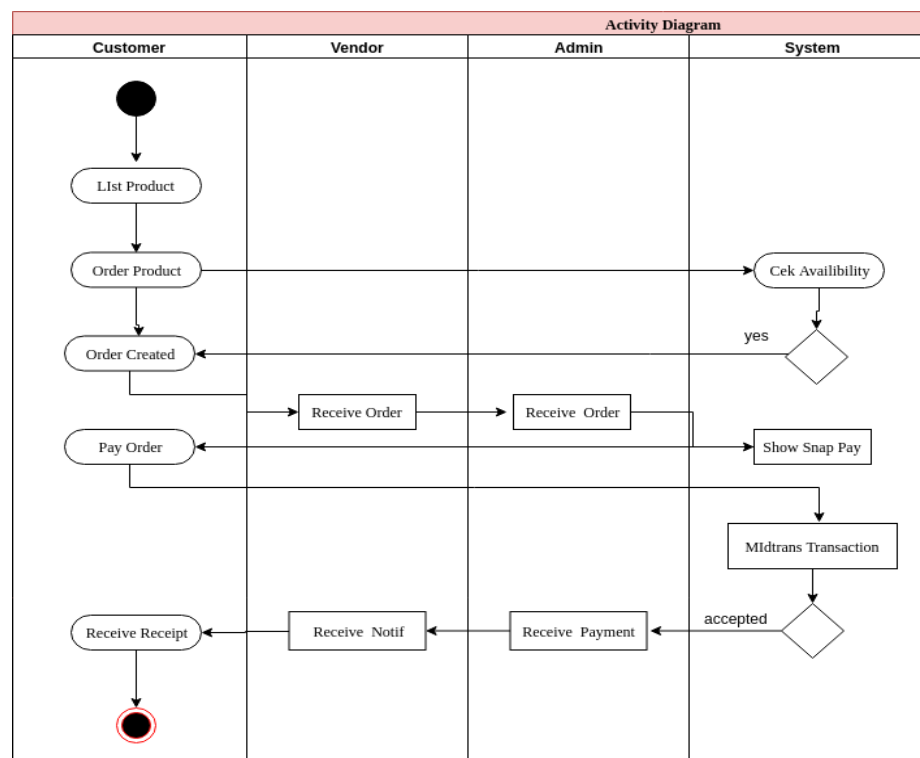 Activity Diagram
Customer
Vendor
Admin
System
LIst Product
Order Product
Cek Availibility
yes
Order Created
Receive Order
Receive Order
Pay Order
Show Snap Pay
MIdtrans Transaction
accepted
Receive Receipt
Receive Notif
Receive Payment